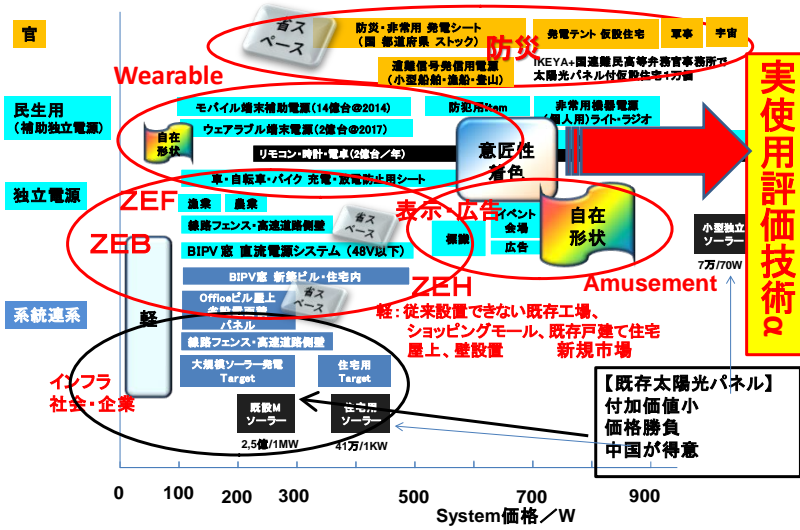 官
省ス
ペース
防災・非常用 発電シート
(国 都道府県 ストック)
発電テント 仮設住宅
軍事
宇宙
防災
遭難信号発信用電源
(小型船舶・漁船・登山)
IKEYA+国連難民高等弁務官事務所で
太陽光パネル付仮設住宅1万個
Wearable
民生用
(補助独立電源)
モバイル端末補助電源(14億台@2014)
防犯用item
非常用機器電源
(個人用)ライト・ラジオ
ウェアラブル端末電源(2億台@2017)
自在
形状
リモコン・時計・電卓(2億台/年)
意匠性
着色
実使用評価技術α
車・自転車・バイク 充電・放電防止用シート
独立電源
ZEF
漁業
農業
表示・広告
イベント
会場
自在
形状
線路フェンス・高速道路側壁
省ス
ペース
ZEB
標識
広告
小型独立
ソーラー
BIPV窓 直流電源システム (48V以下)
7万/70W
BIPV窓 新築ビル・住宅内
ZEH
Amusement
軽
Officeビル屋上
省ス
ペース
パネル
系統連系
軽:従来設置できない既存工場、
ショッピングモール、既存戸建て住宅
屋上、壁設置
新規市場
線路フェンス・高速道路側壁
大規模ソーラー発電
Target
住宅用
Target
インフラ
社会・企業
既設M
ソーラー
住宅用
ソーラー
2,5億/1MW
41万/1KW
【既存太陽光パネル】
付加価値小
価格勝負
中国が得意
0
100
200
300
500
700
900
System価格/W